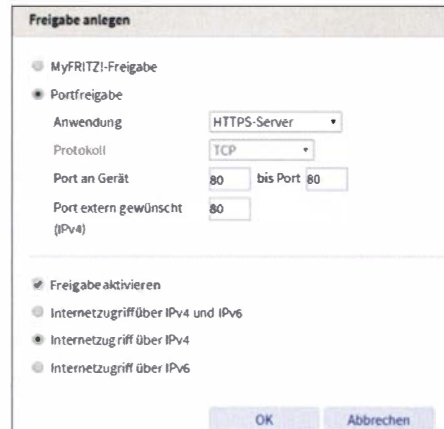 Freigabe anlegen
MyFRITZ!-Freigabe
Portfreigabe
Anwendung HTTPS-Server
Protokoll TCP
Port an Gerät 80 bis Port 80
Port extern gewünscht 80
(IPv4)
Freigabe aktivieren
Internetzugriff über IPv4 und IPv6
Internetzugriff über IPv4
Internetzugriff über IPv6
OK Abbrechen